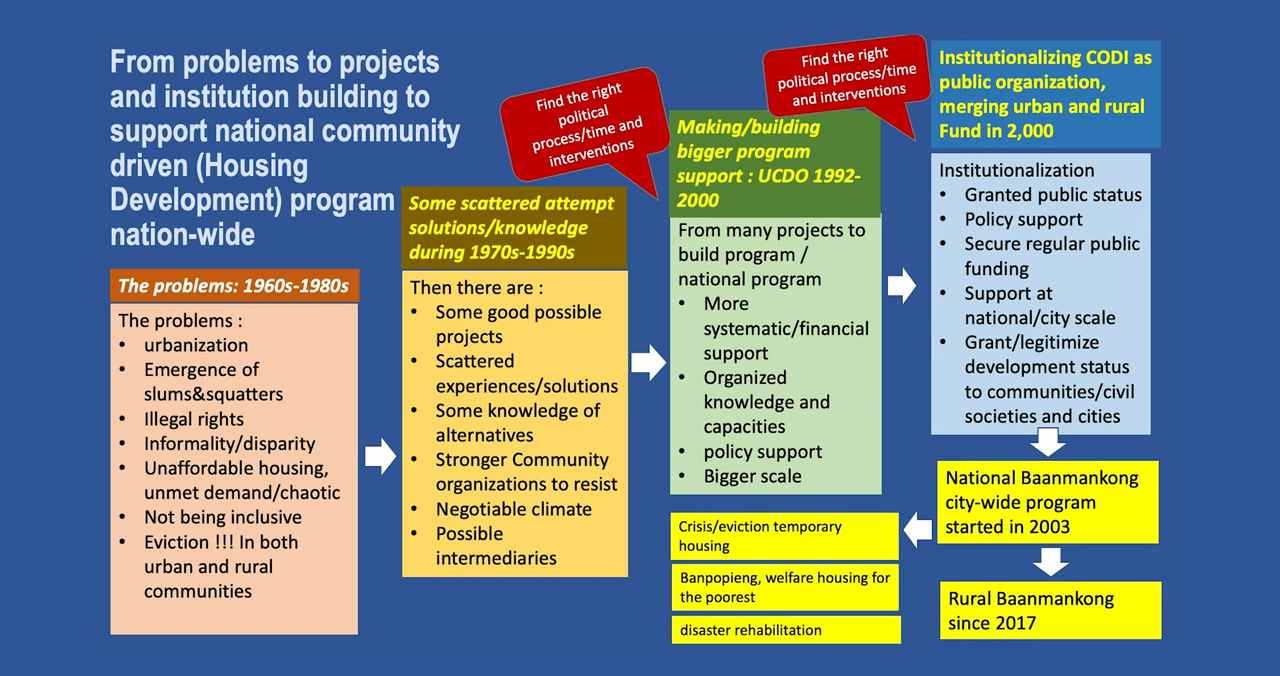 From problems to projects
and institution building to
support national community
driven (Housing
Development) program
nation-wide
The problems: 1960s-1980s
The problems :
• urbanization
• Emergence of
slums&squatters
• Illegal rights
• Informality/disparity
• Unaffordable housing,
unmet demand/chaotic
• Not being inclusive
• Eviction !!! In both
urban and rural
communities
Some scattered attempt
solutions/knowledge
during 1970s-1990s
Then there are :
• Some good possible
projects
• Scattered
experiences/solutions
• Some knowledge of
alternatives
• Stronger Community
organizations to resist
• Negotiable climate
• Possible
intermediaries
Find the right
political
process/time and
interventions
Making/building
bigger program
support : UCDO 1992-
2000
From many projects to
build program /
national program
• More
systematic/financial
support
• Organized
knowledge and
capacities
• policy support
• Bigger scale
Find the right
political process/time
and interventions
Institutionalizing CODI as
public organization,
merging urban and rural
Fund in 2,000
Institutionalization
• Granted public status
• Policy support
• Secure regular public
funding
• Support at
national/city scale
• Grant/legitimize
development status
to communities/civil
societies and cities
National Baanmankong
city-wide program
started in 2003
Crisis/eviction temporary
housing
Banpopieng, welfare housing for
the poorest
disaster rehabilitation
Rural Baanmankong
since 2017